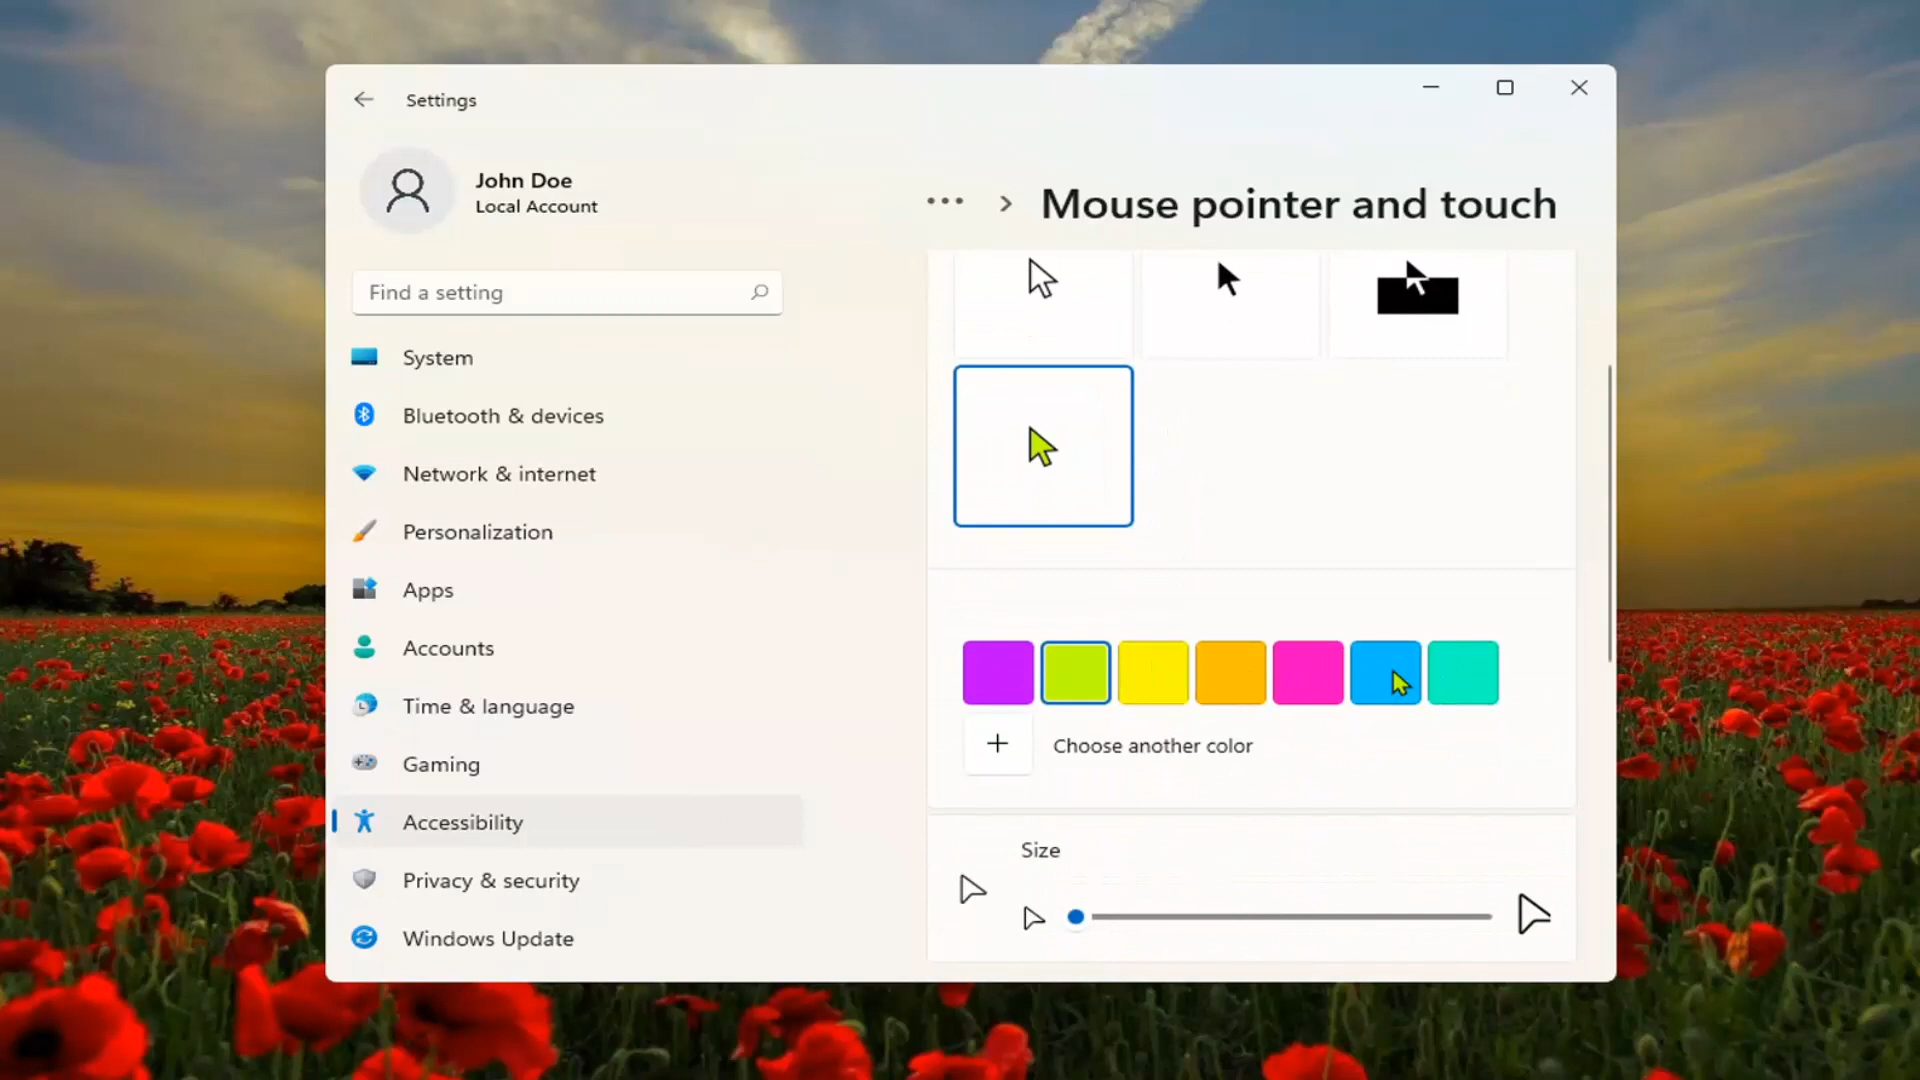 Settings
John Doe
Local Account
Mouse pointer and touch
Find a setting
System
Bluetooth & devices
Network & internet
Personalization
Apps
Accounts
Time & language
Gaming
Accessibility
Privacy & security
Windows Update
Choose another color
Size